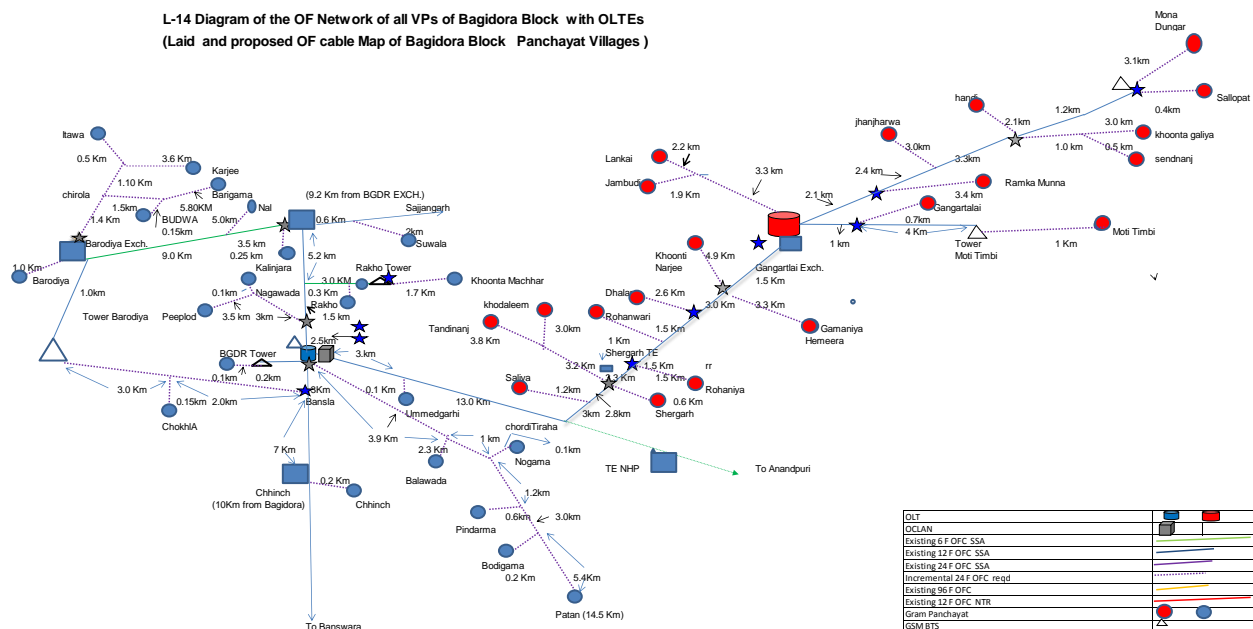 L-14 Diagram of the OF Network of all VPs of Bagidora Block with OLTEs
(Laid and proposed OF cable Map of Bagidora Block Panchayat Villages )
Mona
Dungar
3.1km
Sallopat
0.4km
1.2km
handi
2.1km
3.0 km
khoonta galiya
1.0km
0.5km
sendnanj
jhanjharwa
3.0km
3.3km
2.4 km
Ramka Munna
3.4 km
2.1 km
Gangartalai
0.7km
4 Km
1 km
Tower
Moti Timbi
Moti Timbi
1 Km
2.2 km
Lankai
Jambudi
3.3 km
1.9 Km
Gangartlai Exch.
1.5 Km
Khoonti
Narjee
4.9 Km
3.0 Km
3.3 Km
Gamaniya
Hemeera
Dhalar
2.6 Km
Rohanwari
1.5 Km
1 Km
khodaleem
3.0km
Tandinanj
3.8 Km
Shergarh TE
3.2 Km
3.3 Km
1.5 Km
1.5 Km
rr
Rohaniya
0.6 Km
Shergarh
Saliya
1.2km
3km
2.8km
Itawa
0.5 Km
3.6 Km
Karjee
Barigama
1.10 Km
chirola
1.5km
5.80KM
BUDWA
0.15km
1.4 Km
Nal
5.0km
(9.2 Km from BGDR EXCH.)
0.6 Km
Sajjangarh
2km
Suwala
Barodiya Exch.
9.0 Km
1.0 Km
Barodiya
1.0km
3.5 km
0.25 km
Kalinjara
5.2 km
Rakho Tower
3.0 KM
0.3 Km
1.7 Km
Khoonta Machhar
0.1km
Nagawada
Rakho
1.5 km
Tower Barodiya
Peeplod
3.5 km
3km
2.5km
BGDR Tower
3km
0.1km
0.2km
3.0 Km
0.15km
2.0km
ChokhlA
Bansla
0.1 Km
Ummedgarhi
13.0 Km
chordiTiraha
0.1km
3.9 Km
7 Km
2.3 Km
Balawada
1 km
Nogama
TE NHP
To Anandpuri
0.2 Km
Chhinch
(10Km from Bagidora)
Chhinch
1.2km
Pindarma
0.6km
3.0km
Bodigama
0.2 Km
5.4Km
Patan (14.5 Km)
To Banswara
OLT
OCLAN
Existing 6 F OFC SSA
Existing 12 F OFC SSA
Existing 24 F OFC SSA
Incremental 24 F OFC reqd
Existing 96 F OFC
Existing 12 F OFC NTR
Gram Panchayat
GSM BTS